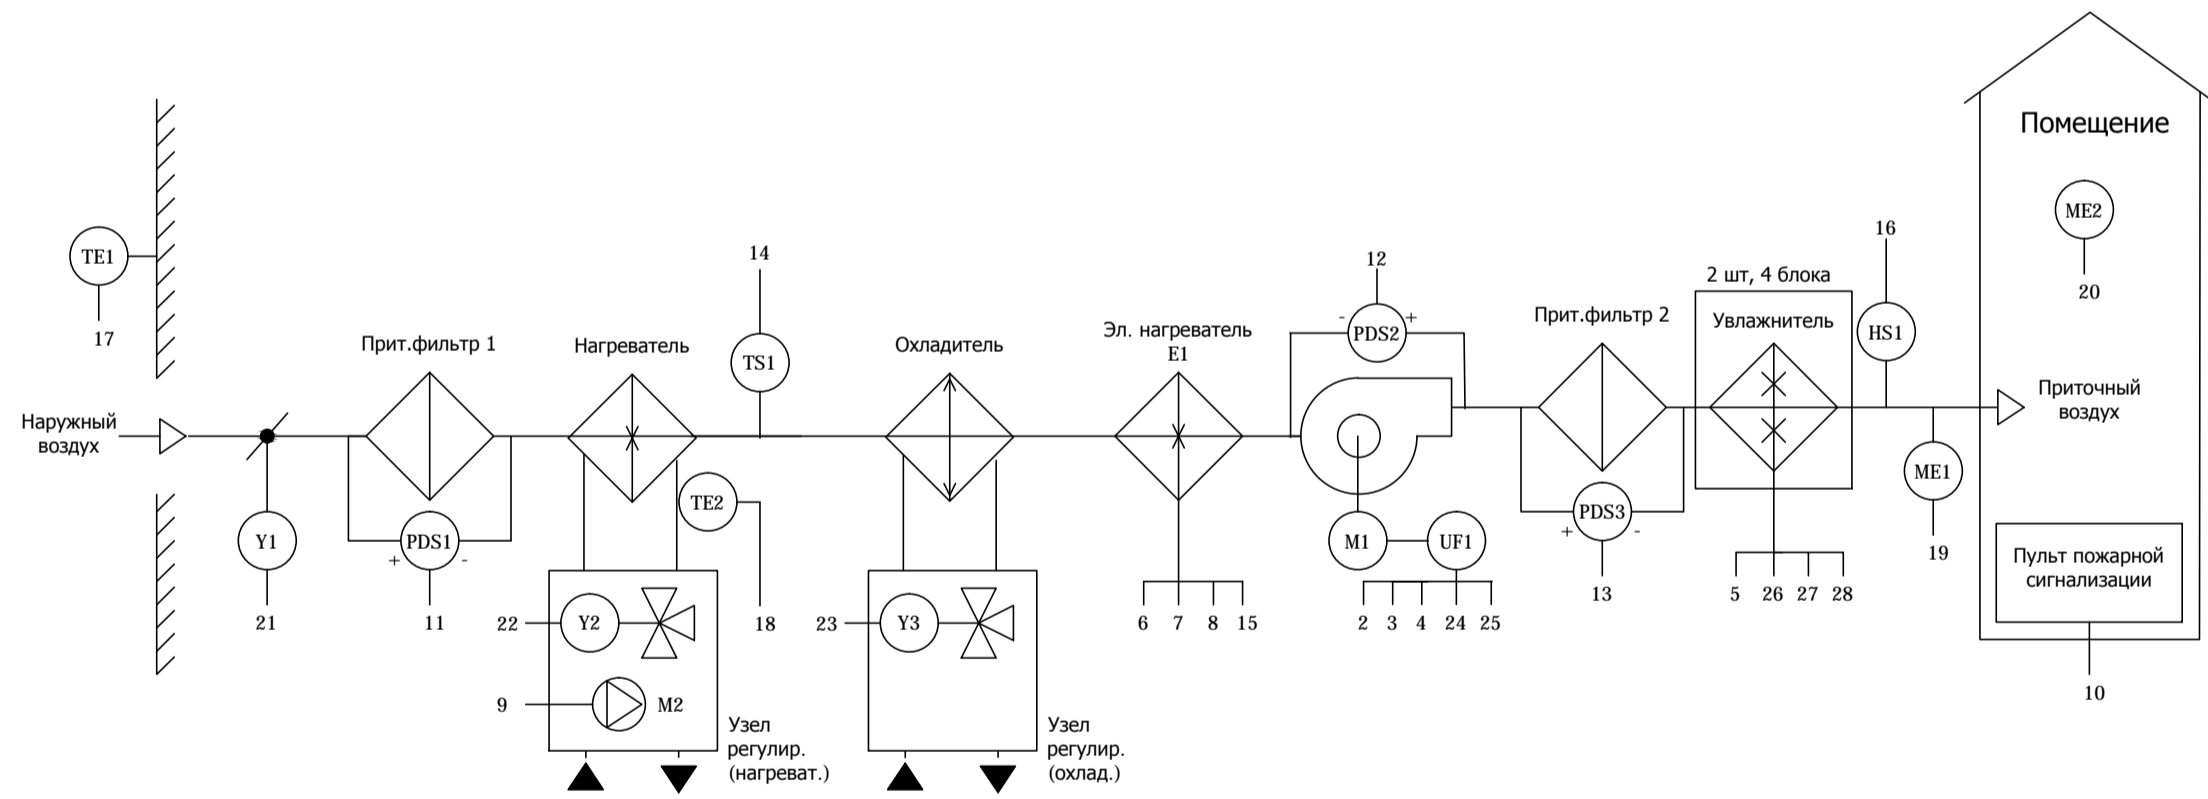 Помещение
ME2
20
TE1
17
14
12
16
2 шт, 4 блока
Прит.фильтр 1
Нагреватель
TS1
Охладитель
Эл. нагреватель
E1
-
PDS2
+
Прит.фильтр 2
Увлажнитель
HS1
Наружный
воздух
Приточный
воздух
Y1
21
PDS1
+
-
11
TE2
18
M1
UF1
PDS3
+
-
13
ME1
19
6
7
8
15
2
3
4
24
25
5
26
27
28
Пульт пожарной
сигнализации
10
22
Y2
9
M2
Узел
регулир.
(нагреват.)
23
Y3
Узел
регулир.
(охлад.)